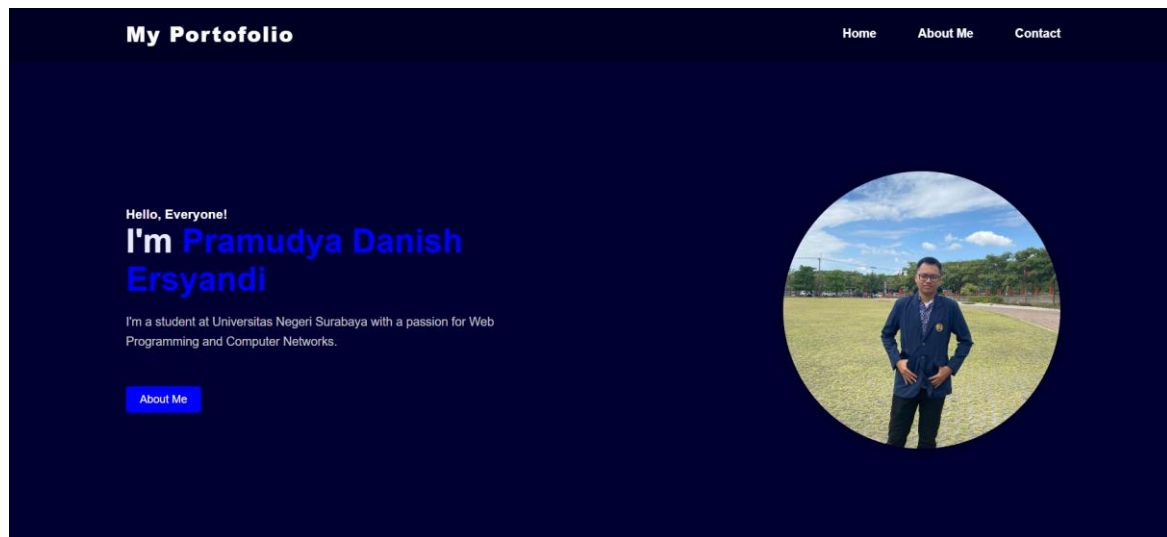 My Portofolio
Home About Me Contact
Hello, Everyone!
I'm Pramudya Danish
Ersyandi
I'm a student at Universitas Negeri Surabaya with a passion for Web
Programming and Computer Networks.
About Me